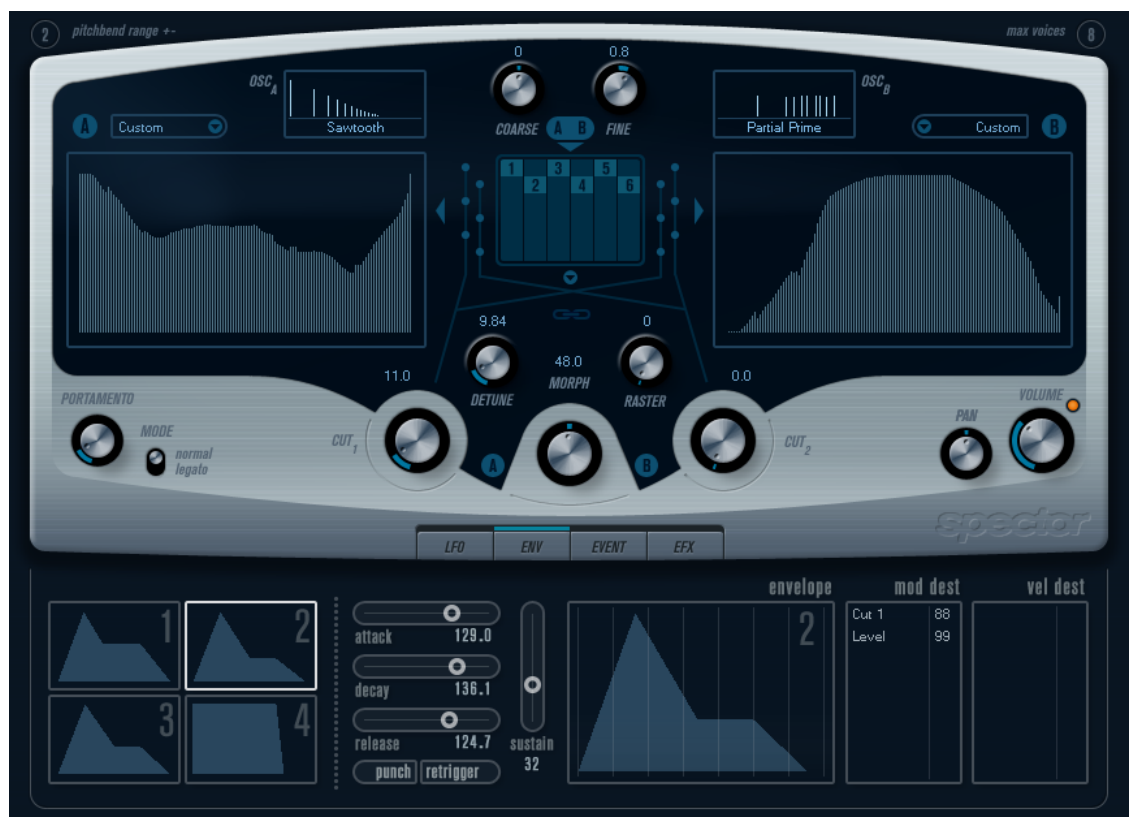 2 pitchbend range +-
max voices 8
0 0.8
OSC A
OSC B
Sawtooth
Partial Prime
A Custom
Custom B
COARSE A B FINE
1 2 3 4 5 6
9.84
0
DETUNE
48.0
MORPH
RASTER
11.0
0.0
PORTAMENTO
MODE
normal
legato
CUT 1
A
B
CUT 2
PAN
VOLUME
spector
LFO ENV EVENT EFX
envelope mod dest vel dest
1 2
3 4
attack 129.0
decay 136.1
release 124.7
punch retrigger
sustain
32
2
Cut 1 88
Level 99